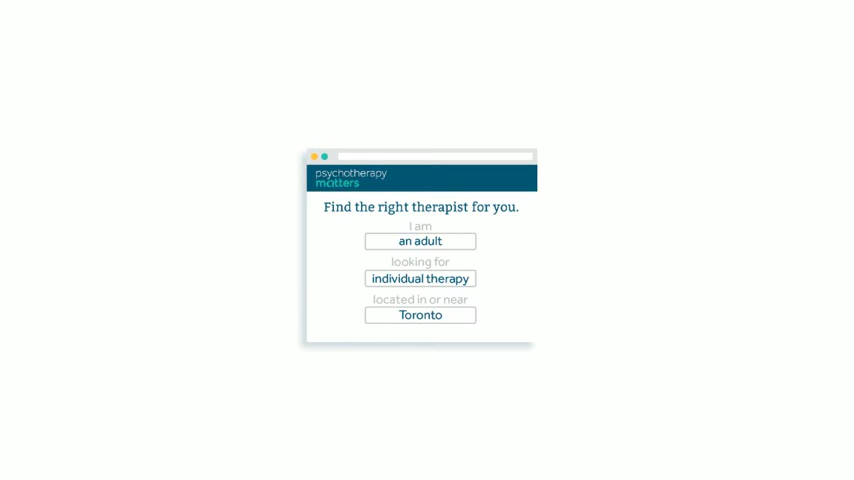 psychotherapy
matters
Find the right therapist for you.
I am
an adult
looking for
individual therapy
located in or near
Toronto